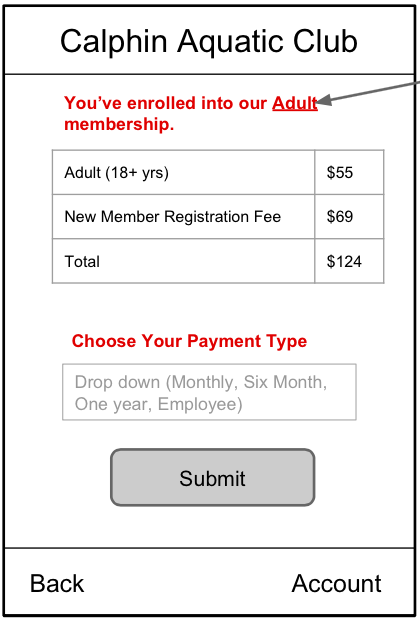 Calphin Aquatic Club
You've enrolled into our Adult
membership.
Adult (18+ yrs) $55
New Member Registration Fee $69
Total $124
Choose Your Payment Type
Drop down (Monthly, Six Month,
One year, Employee)
Submit
Back Account